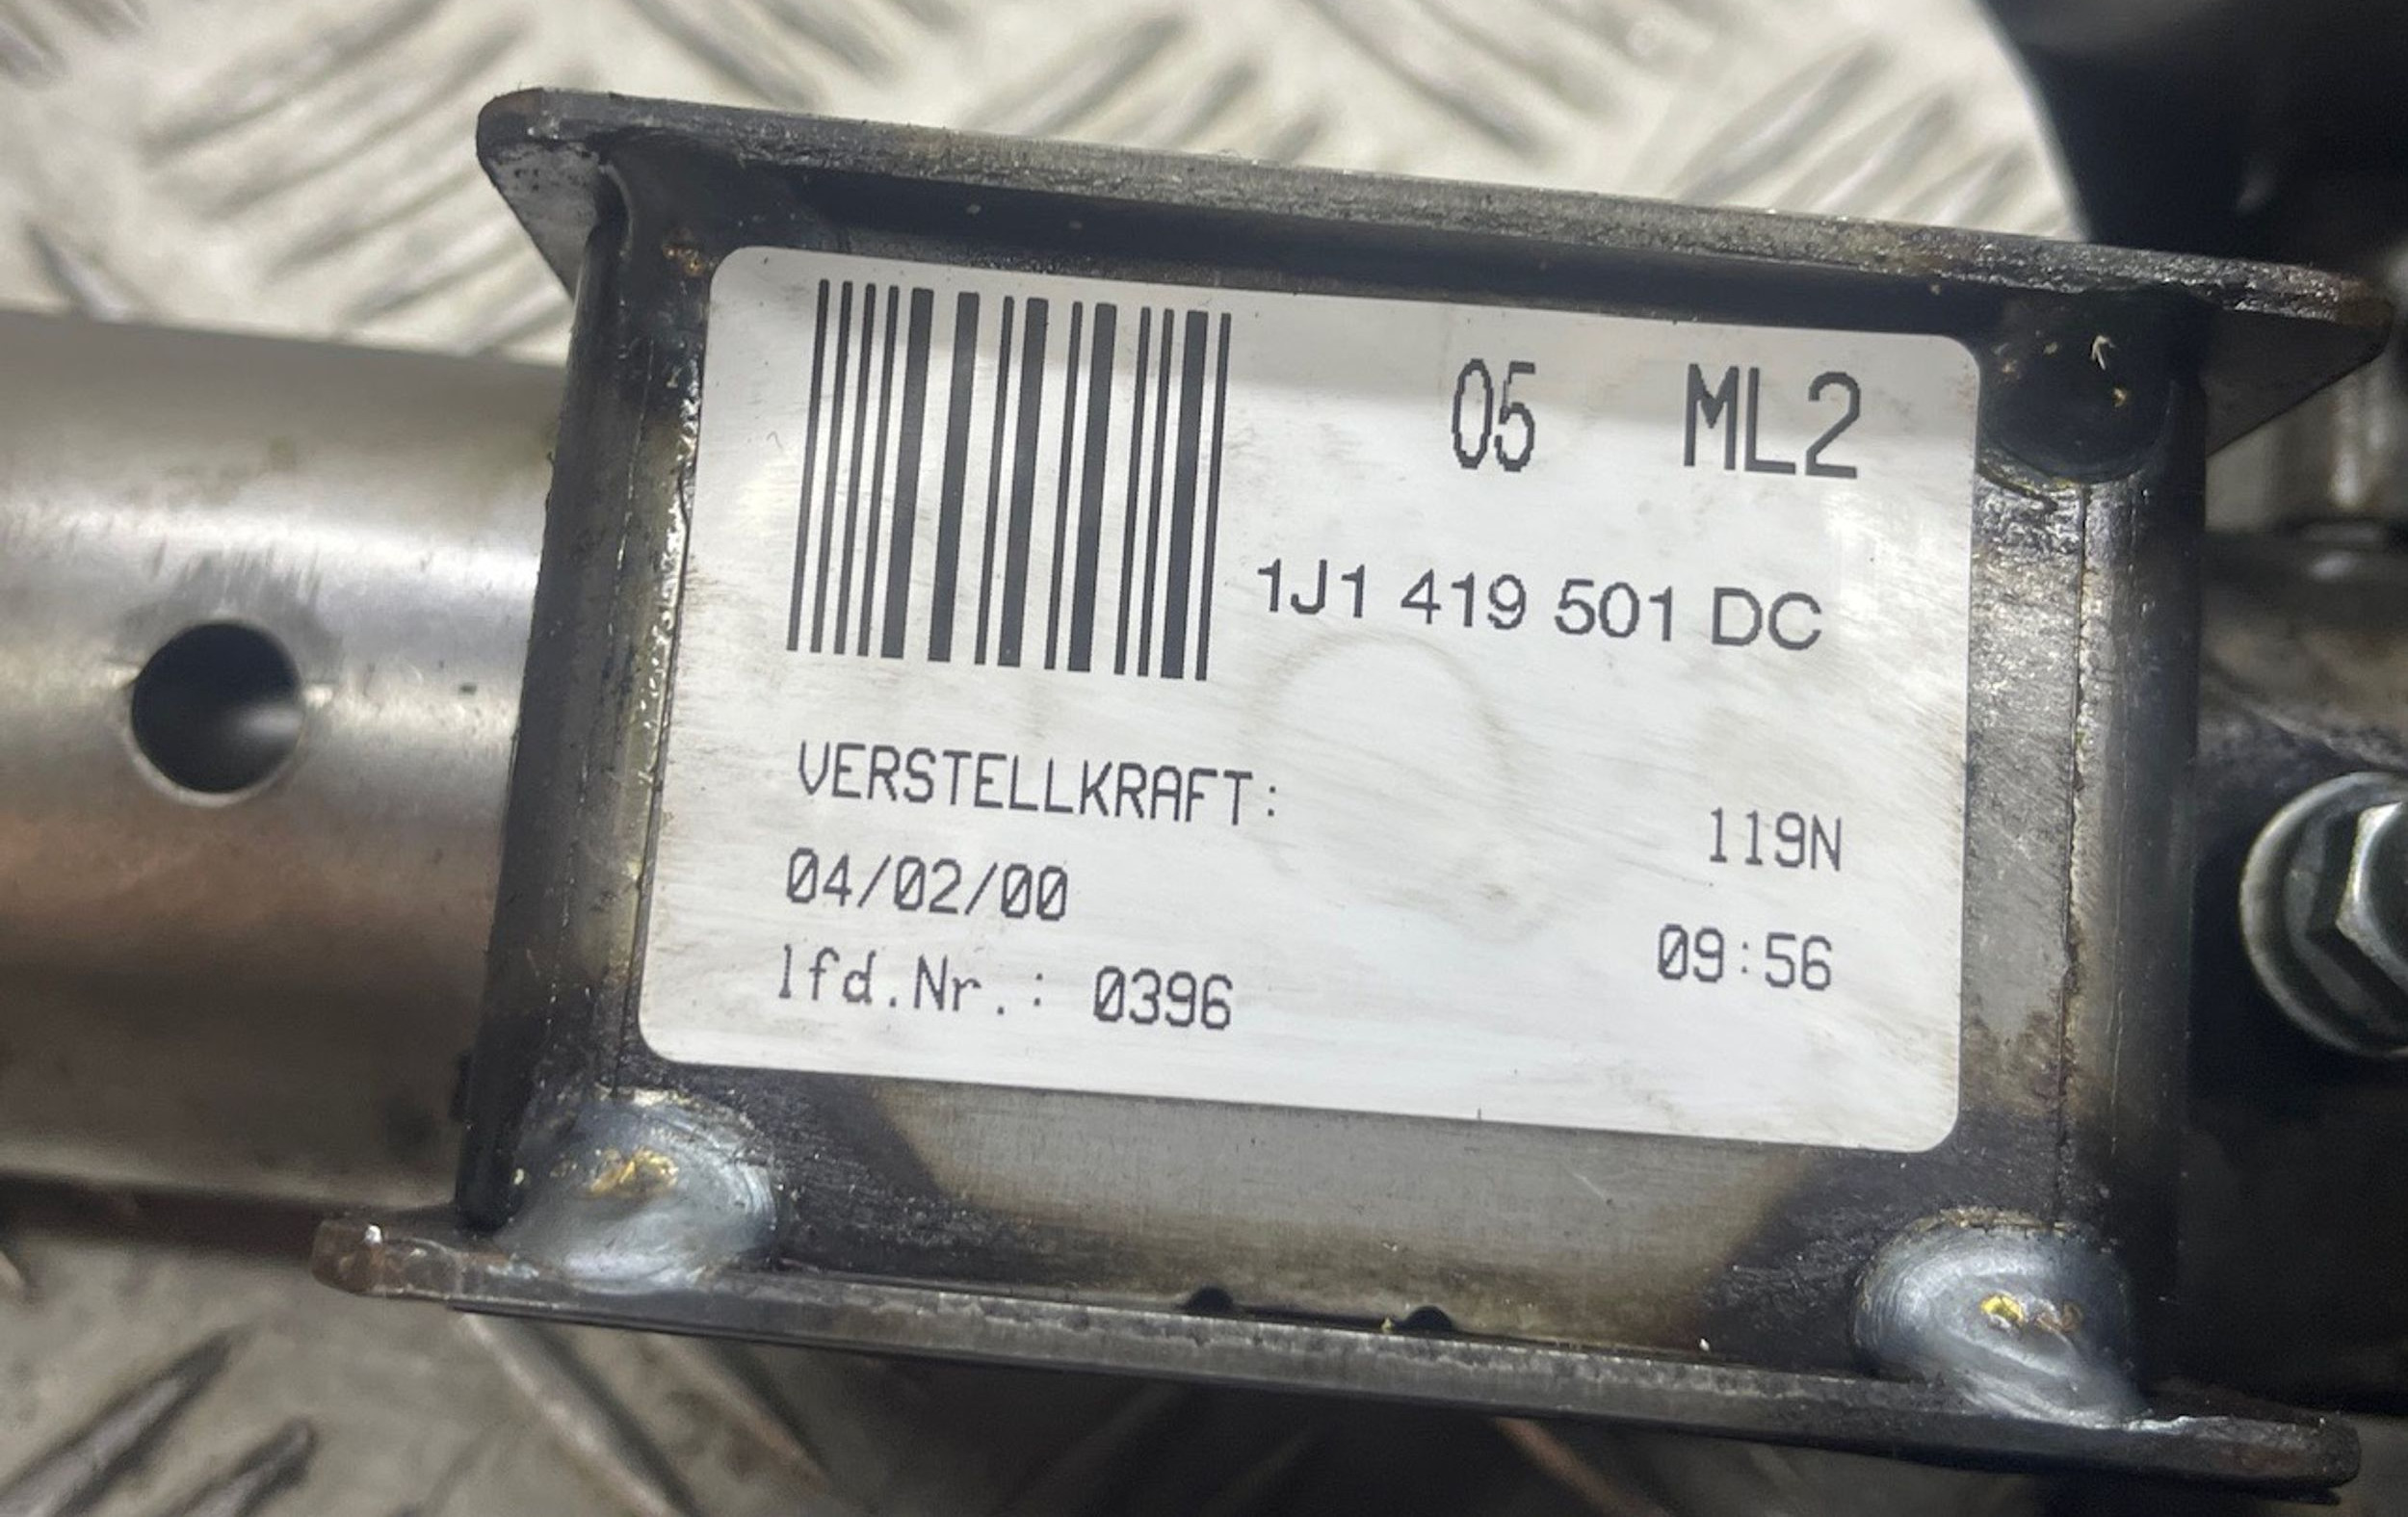 05 ML2
1J1 419 501 DC
VERSTELLKRAFT: 119N
04/02/00 09:56
lfd.Nr.: 0396